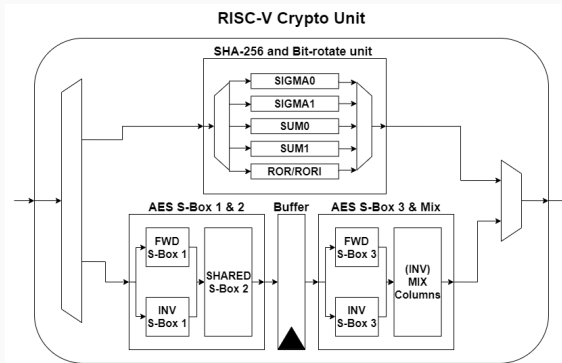 RISC-V Crypto Unit
SHA-256 and Bit-rotate unit
SIGMA0
SIGMA1
SUM0
SUM1
ROR/RORI
AES S-Box 1 & 2
Buffer
AES S-Box 3 & Mix
FWD
S-Box 1
INV
S-Box 1
SHARED
S-Box 2
FWD
S-Box 3
INV
S-Box 3
(INV)
MIX
Columns